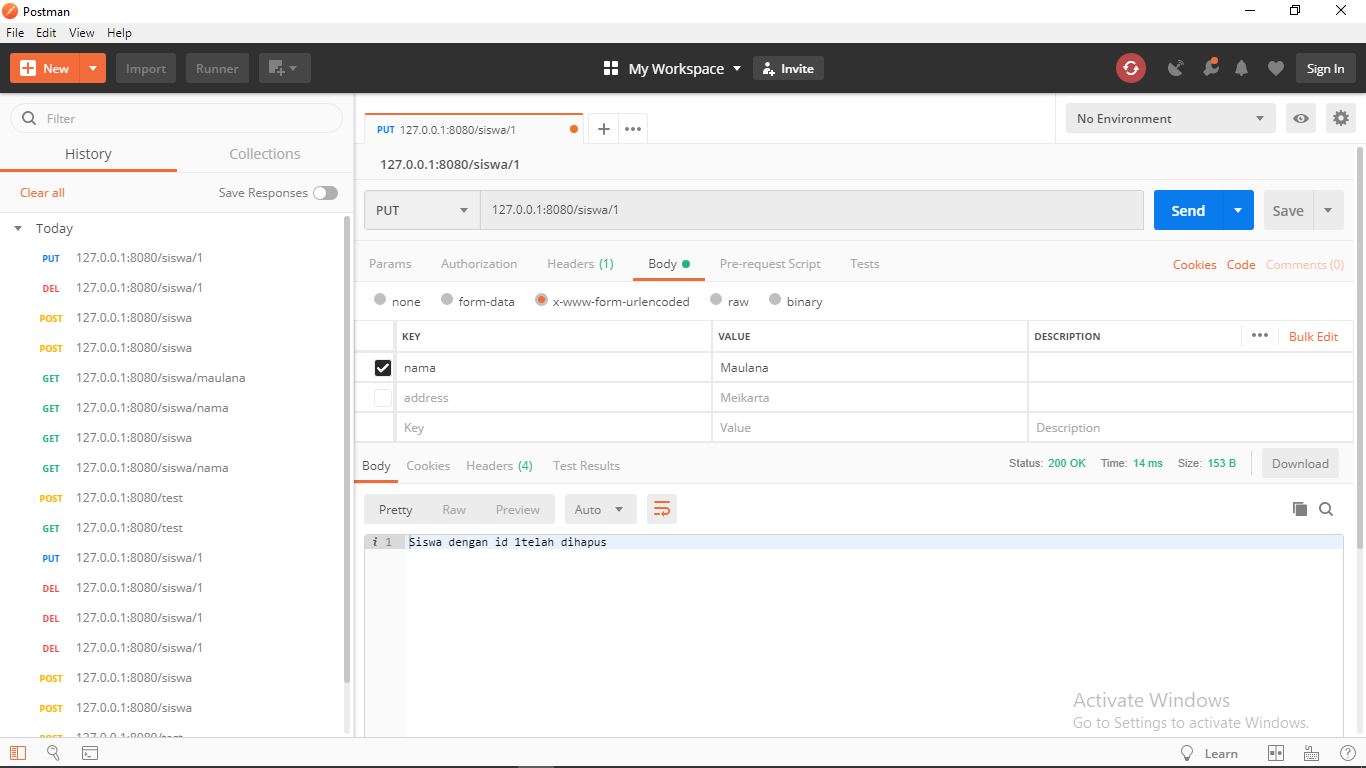 Postman
File Edit View Help
New Import Runner My Workspace Invite Sign In
Filter
History Collections
Clear all Save Responses
Today
PUT 127.0.0.1:8080/siswa/1
DEL 127.0.0.1:8080/siswa/1
POST 127.0.0.1:8080/siswa
POST 127.0.0.1:8080/siswa
GET 127.0.0.1:8080/siswa/maulana
GET 127.0.0.1:8080/siswa/nama
GET 127.0.0.1:8080/siswa
GET 127.0.0.1:8080/siswa/nama
POST 127.0.0.1:8080/test
GET 127.0.0.1:8080/test
PUT 127.0.0.1:8080/siswa/1
DEL 127.0.0.1:8080/siswa/1
DEL 127.0.0.1:8080/siswa/1
DEL 127.0.0.1:8080/siswa/1
POST 127.0.0.1:8080/siswa
POST 127.0.0.1:8080/siswa
PUT 127.0.0.1:8080/siswa/1
No Environment
127.0.0.1:8080/siswa/1
PUT 127.0.0.1:8080/siswa/1 Send Save
Params Authorization Headers (1) Body Pre-request Script Tests Cookies Code Comments (0)
none form-data x-www-form-urlencoded raw binary
KEY VALUE DESCRIPTION Bulk Edit
nama Maulana
address Meikarta
Key Value Description
Body Cookies Headers (4) Test Results Status: 200 OK Time: 14 ms Size: 153 B Download
Pretty Raw Preview Auto
i 1 Siswa dengan id 1telah dihapus
Activate Windows
Go to Settings to activate Windows.
Learn